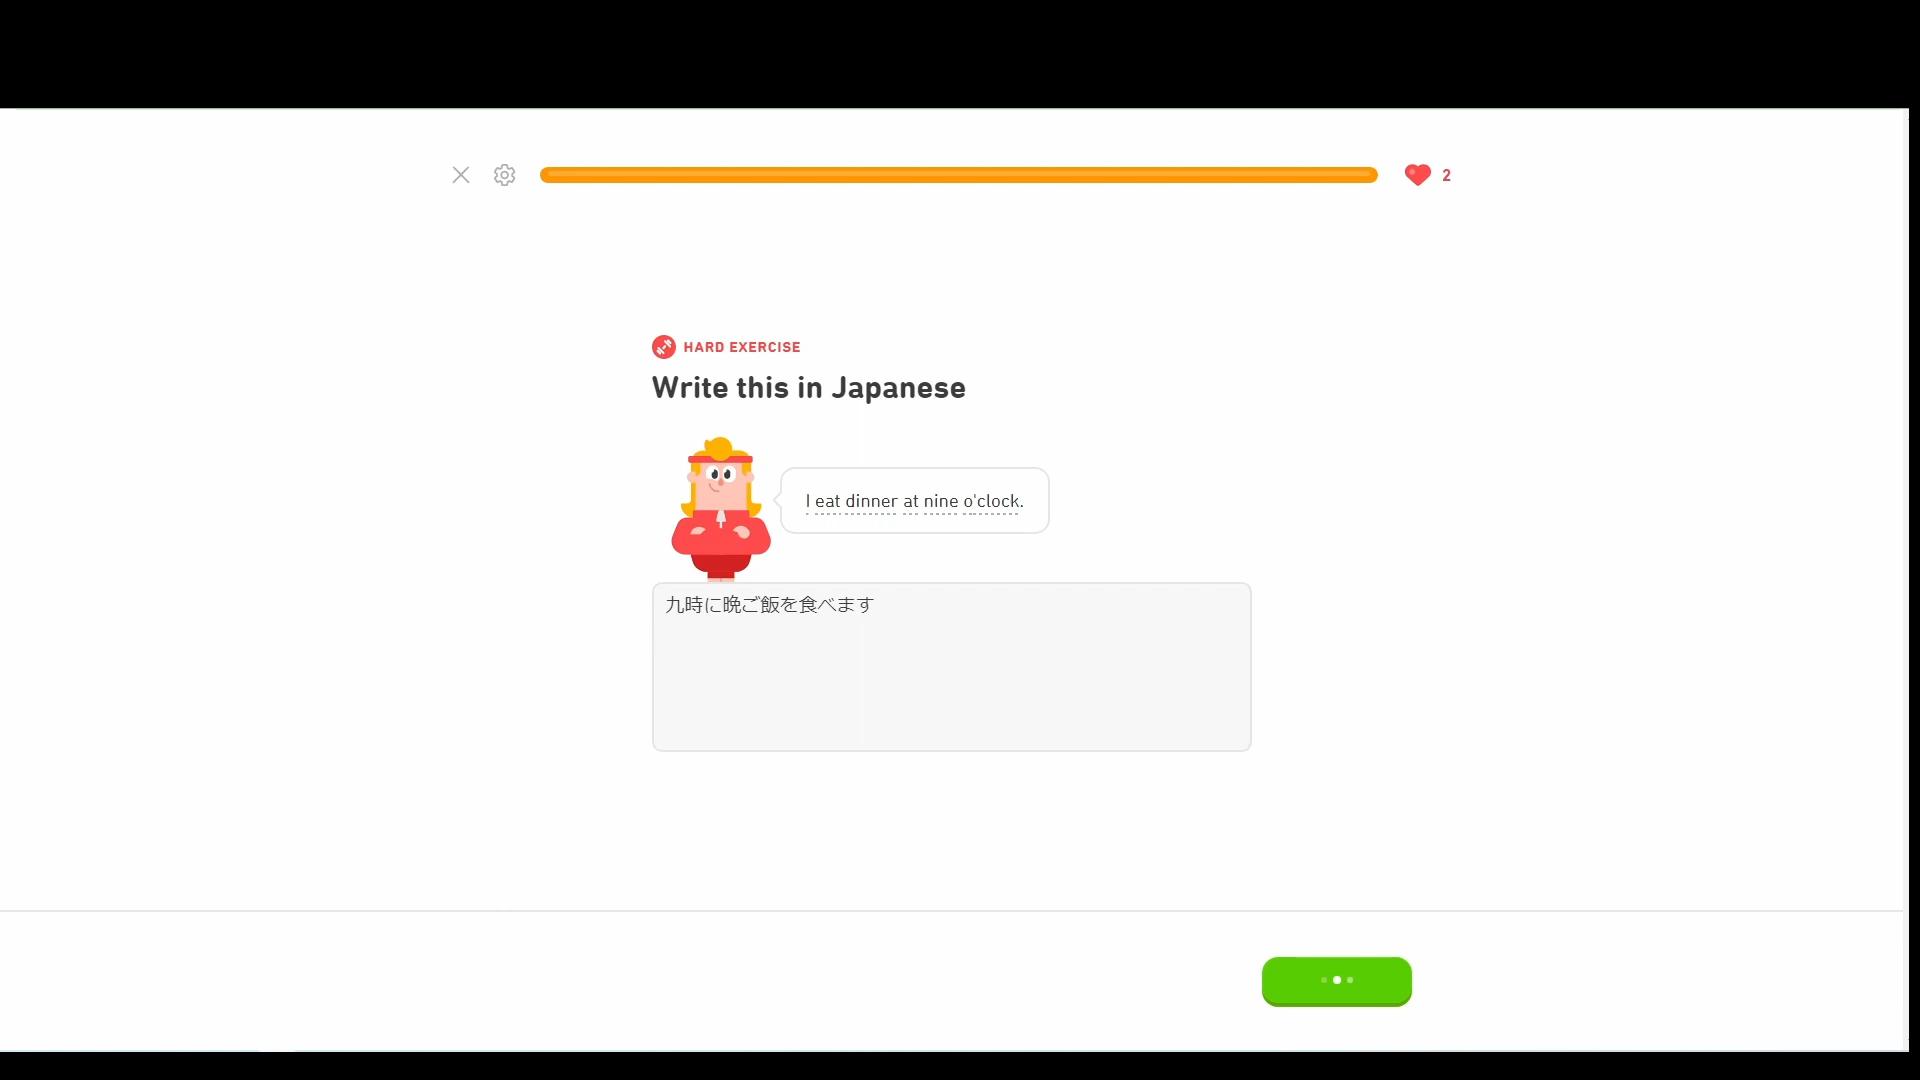 2
HARD EXERCISE
Write this in Japanese
I eat dinner at nine o'clock.
九時に晩ご飯を食べます